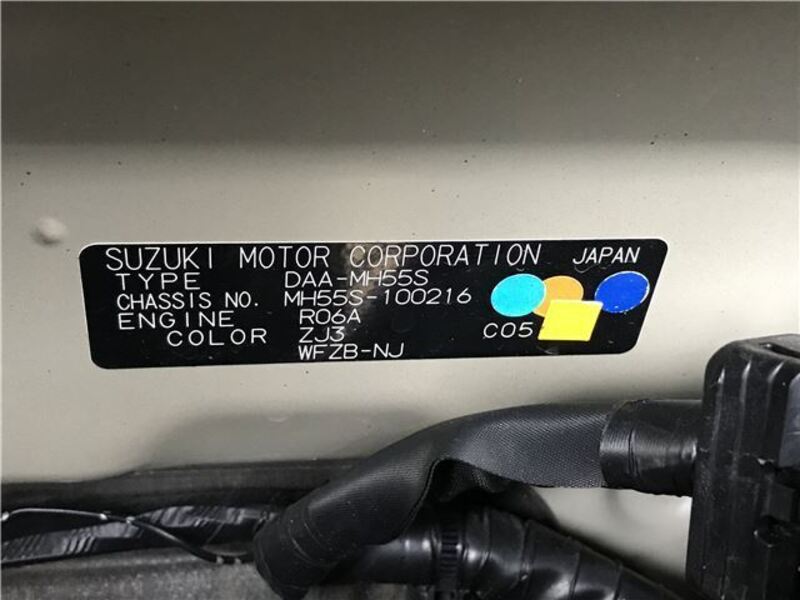 SUZUKI MOTOR CORPORATION JAPAN
TYPE DAA-MH55S
CHASSIS NO. MH55S-100216
ENGINE R06A
COLOR ZJ3 C05
WFZB-NJ